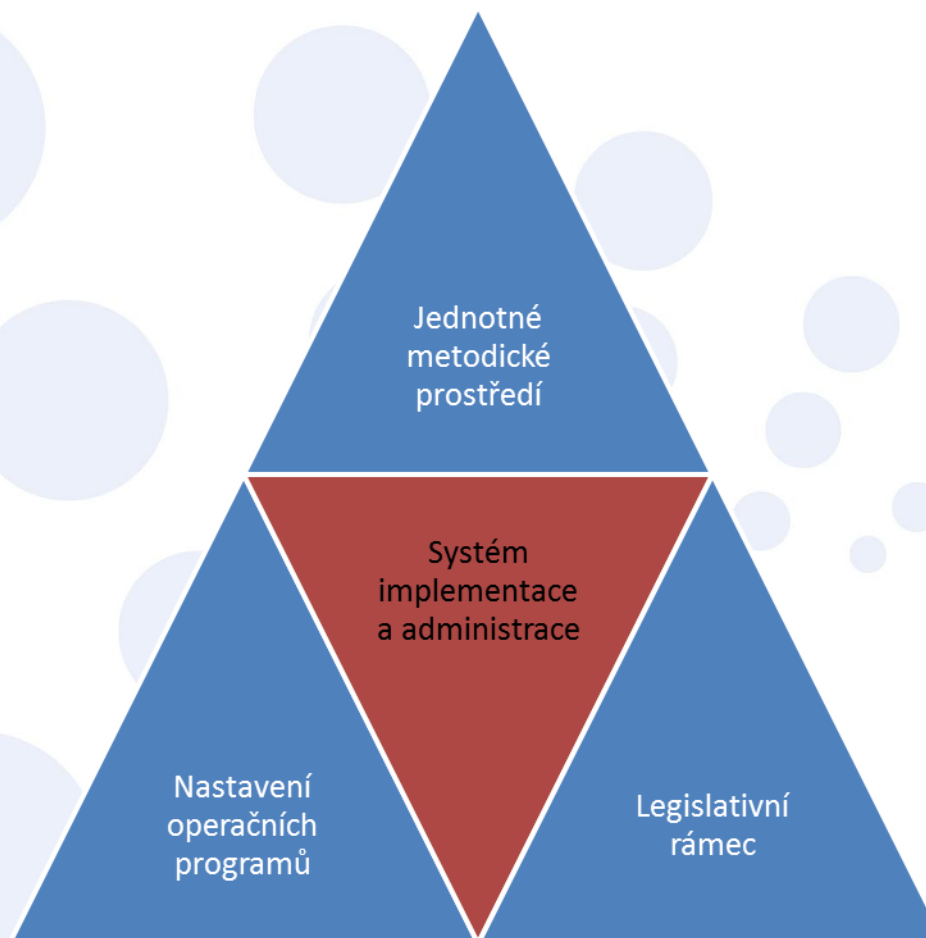 Jednotné
metodické
prostředí
Systém
implementace
a administrace
Nastavení
operačních
programů
Legislativní
rámec